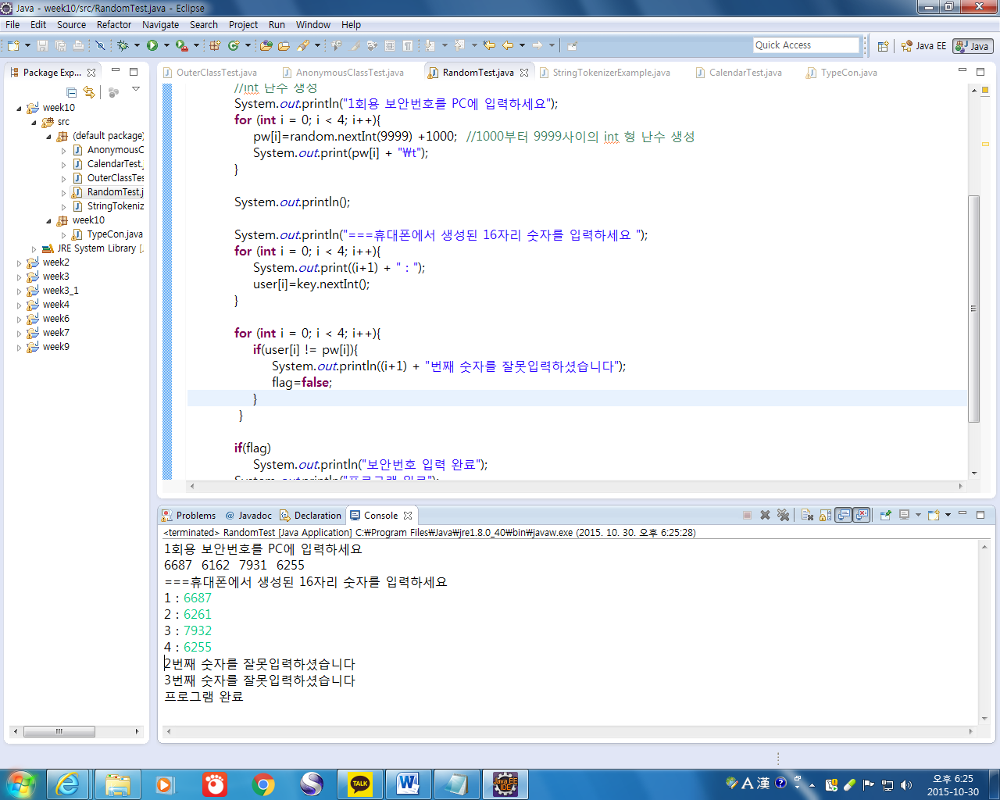 Java - week10/src/RandomTest.java - Eclipse
File Edit Source Refactor Navigate Search Project Run Window Help
Quick Access
Java EE
Java
Package Exp...
week10
src
(default package)
AnonymousC
CalendarTest.
OuterClassTes
RandomTest.j
StringTokeniz
week10
TypeCon.java
JRE System Library [.
week2
week3
week3_1
week4
week6
week7
week9
OuterClassTest.java AnonymousClassTest.java RandomTest.java StringTokenizerExample.java CalendarTest.java TypeCon.java
//int 난수 생성
System.out.println("1회용 보안번호를 PC에 입력하세요");
for (int i = 0; i < 4; i++){
pw[i]=random.nextInt(9999) +1000; //1000부터 9999사이의 int 형 난수 생성
System.out.print(pw[i] + "₩t");
}
System.out.println();
System.out.println("===휴대폰에서 생성된 16자리 숫자를 입력하세요 ");
for (int i = 0; i < 4; i++){
System.out.print((i+1) + " : ");
user[i]=key.nextInt();
}
for (int i = 0; i < 4; i++){
if(user[i] != pw[i]){
System.out.println((i+1) + "번째 숫자를 잘못입력하셨습니다");
flag=false;
}
}
if(flag)
System.out.println("보안번호 입력 완료");
System.out.println("프로그램 완료");
Problems @ Javadoc Declaration Console
<terminated> RandomTest [Java Application] C:₩Program Files₩Java₩jre1.8.0_40₩bin₩javaw.exe (2015. 10. 30. 오후 6:25:28)
1회용 보안번호를 PC에 입력하세요
6687 6162 7931 6255
===휴대폰에서 생성된 16자리 숫자를 입력하세요
1 : 6687
2 : 6261
3 : 7932
4 : 6255
2번째 숫자를 잘못입력하셨습니다
3번째 숫자를 잘못입력하셨습니다
프로그램 완료
TALK
W
Java EE
IDE
A 漢
오후 6:25
2015-10-30